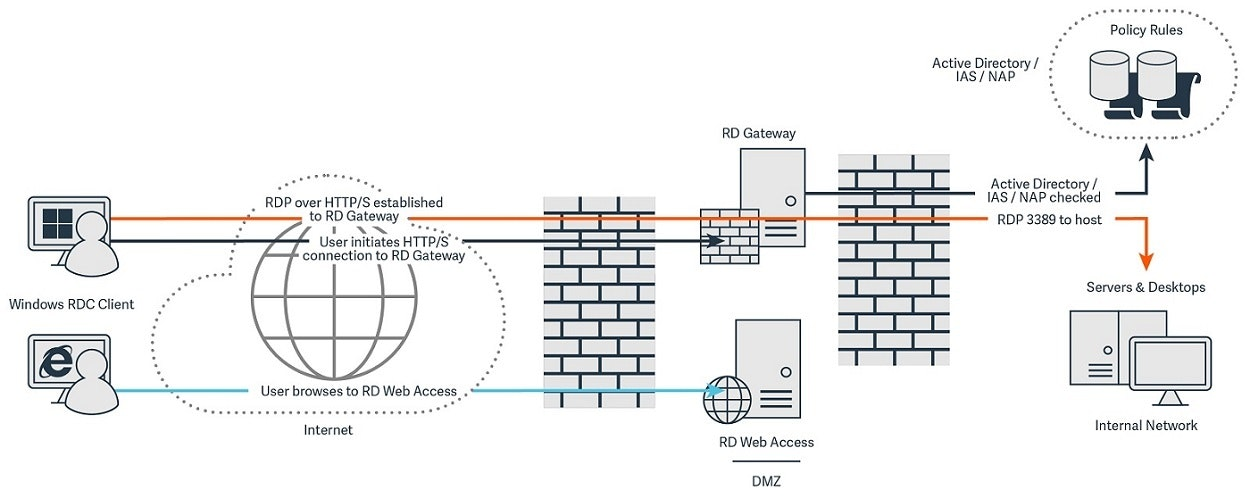 Policy Rules
Active Directory /
IAS / NAP
RD Gateway
RDP over HTTP/S established
to RD Gateway
User initiates HTTP/S
connection to RD Gateway
Active Directory /
IAS / NAP checked
RDP 3389 to host
Windows RDC Client
Servers & Desktops
User browses to RD Web Access
Internet
RD Web Access
DMZ
Internal Network